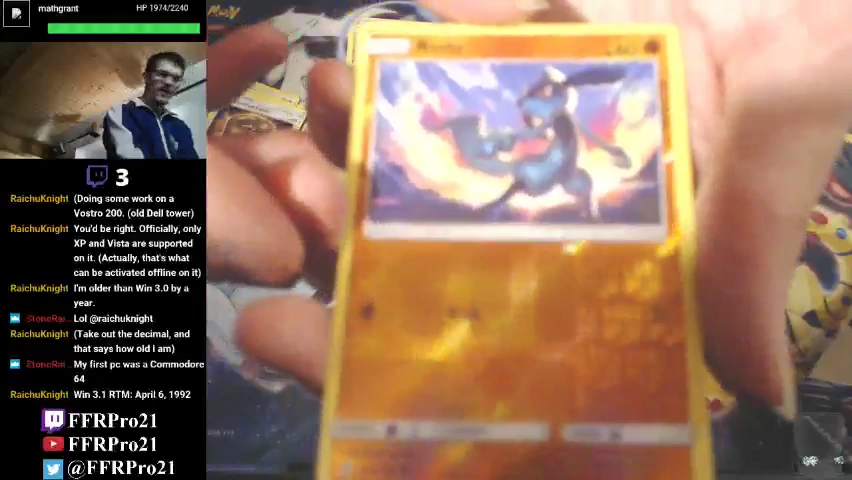 mathgrant
HP 1974/2240
3
RaichuKnight (Doing some work on a
Vostro 200. (old Dell tower)
RaichuKnight You'd be right. Officially, only
XP and Vista are supported
on it. (Actually, that's what
can be activated offline on it)
RaichuKnight I'm older than Win 3.0 by a
year.
StoneRai... Lol @raichuknight
RaichuKnight (Take out the decimal, and
that says how old I am)
StoneRai... My first pc was a Commodore
64
RaichuKnight Win 3.1 RTM: April 6, 1992
FFRPro21
FFRPro21
@FFRPro21